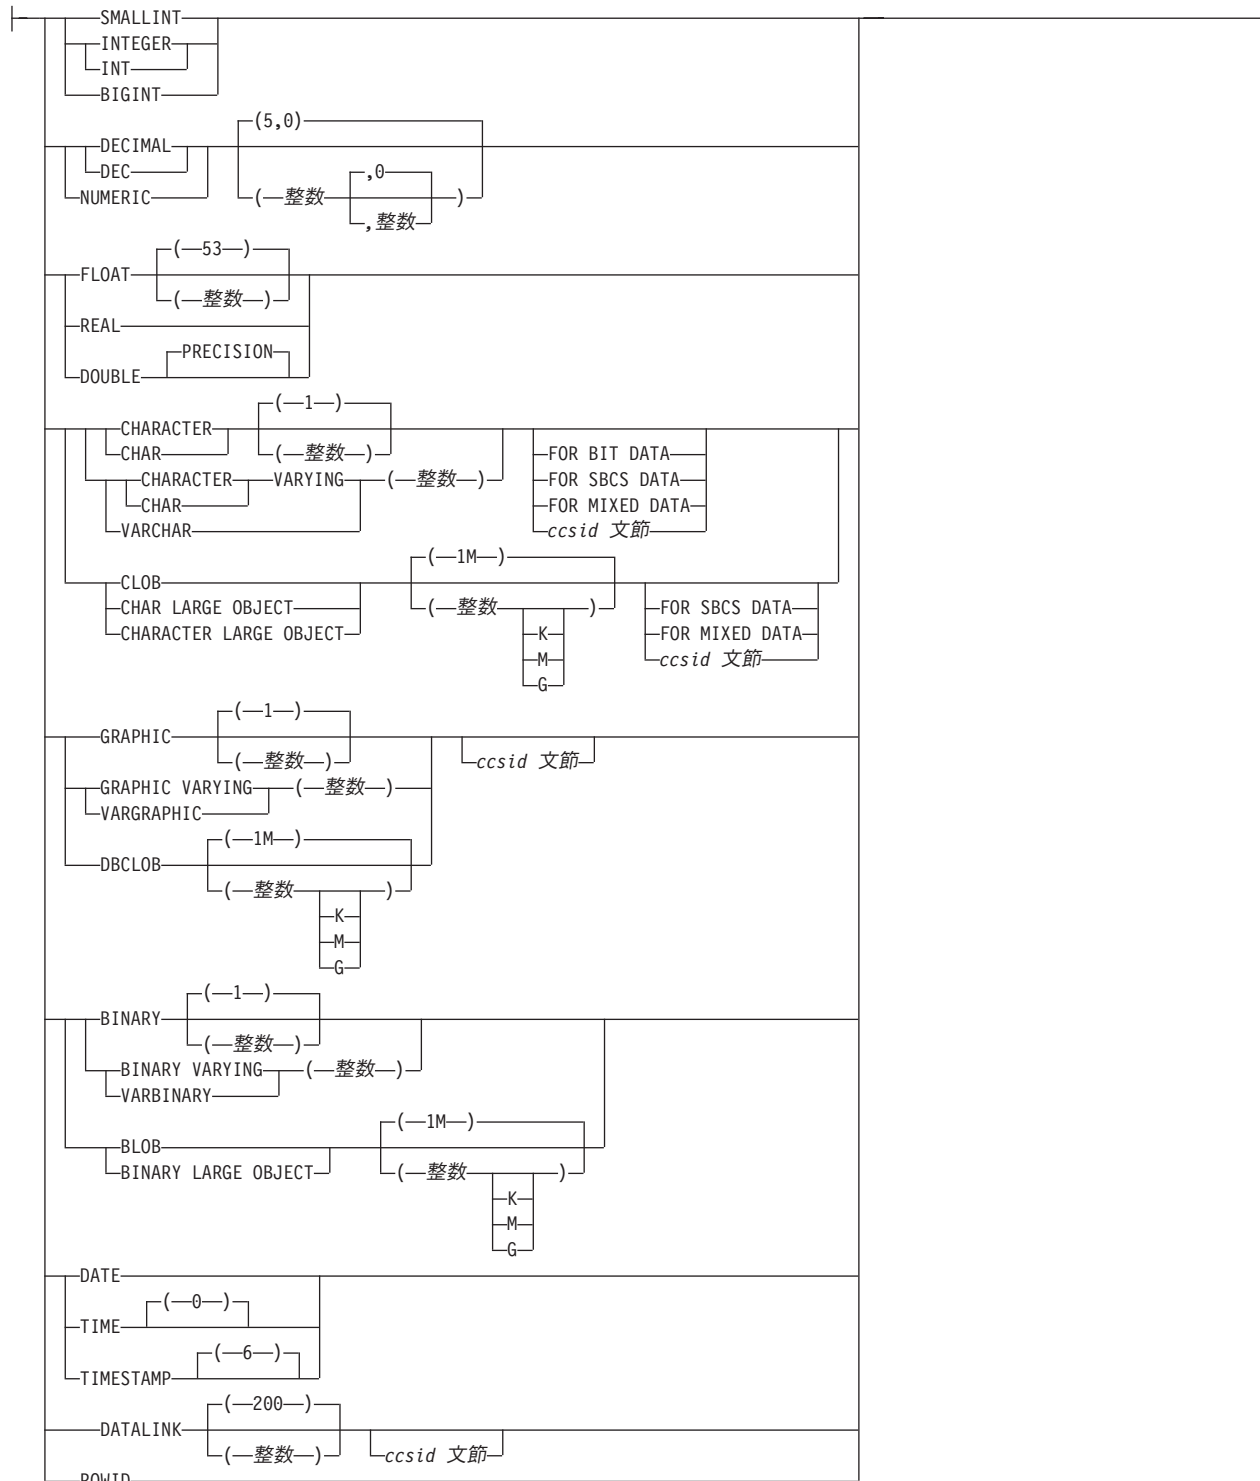 SMALLINT
INTEGER
INT
BIGINT
(5,0)
DECIMAL
DEC
NUMERIC
,0
( 整数 )
,整数
( 53 )
FLOAT
( 整数 )
REAL
PRECISION
DOUBLE
( 1 )
CHARACTER
CHAR ( 整数 ) FOR BIT DATA
CHARACTER VARYING ( 整数 ) FOR SBCS DATA
CHAR FOR MIXED DATA
VARCHAR ccsid 文節
( 1M )
CLOB
CHAR LARGE OBJECT ( 整数 ) FOR SBCS DATA
CHARACTER LARGE OBJECT K FOR MIXED DATA
M ccsid 文節
G
( 1 )
GRAPHIC
( 整数 ) ccsid 文節
GRAPHIC VARYING ( 整数 )
VARGRAPHIC
( 1M )
DBCLOB
( 整数 )
K
M
G
( 1 )
BINARY
( 整数 )
BINARY VARYING ( 整数 )
VARBINARY
( 1M )
BLOB
BINARY LARGE OBJECT ( 整数 )
K
M
G
DATE
( 0 )
TIME
( 6 )
TIMESTAMP
( 200 )
DATALINK
( 整数 ) ccsid 文節
ROWID